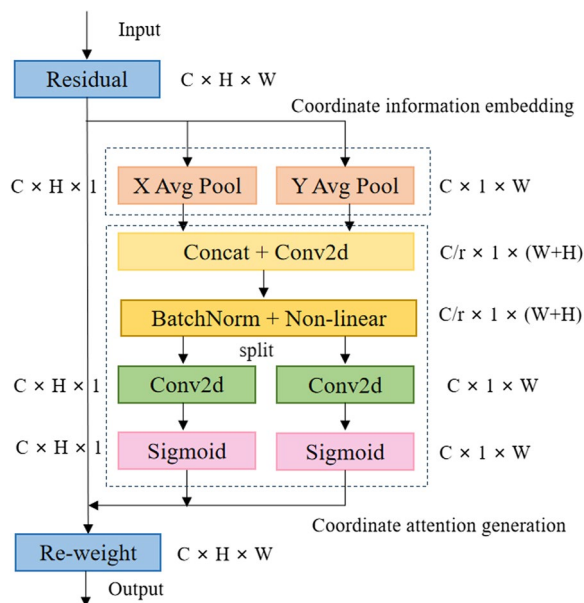 Input
Residual
C × H × W
Coordinate information embedding
C × H × 1
X Avg Pool
Y Avg Pool
C × 1 × W
Concat + Conv2d
C/r × 1 × (W+H)
BatchNorm + Non-linear
C/r × 1 × (W+H)
split
C × H × 1
Conv2d
Conv2d
C × 1 × W
C × H × 1
Sigmoid
Sigmoid
C × 1 × W
Coordinate attention generation
Re-weight
C × H × W
Output